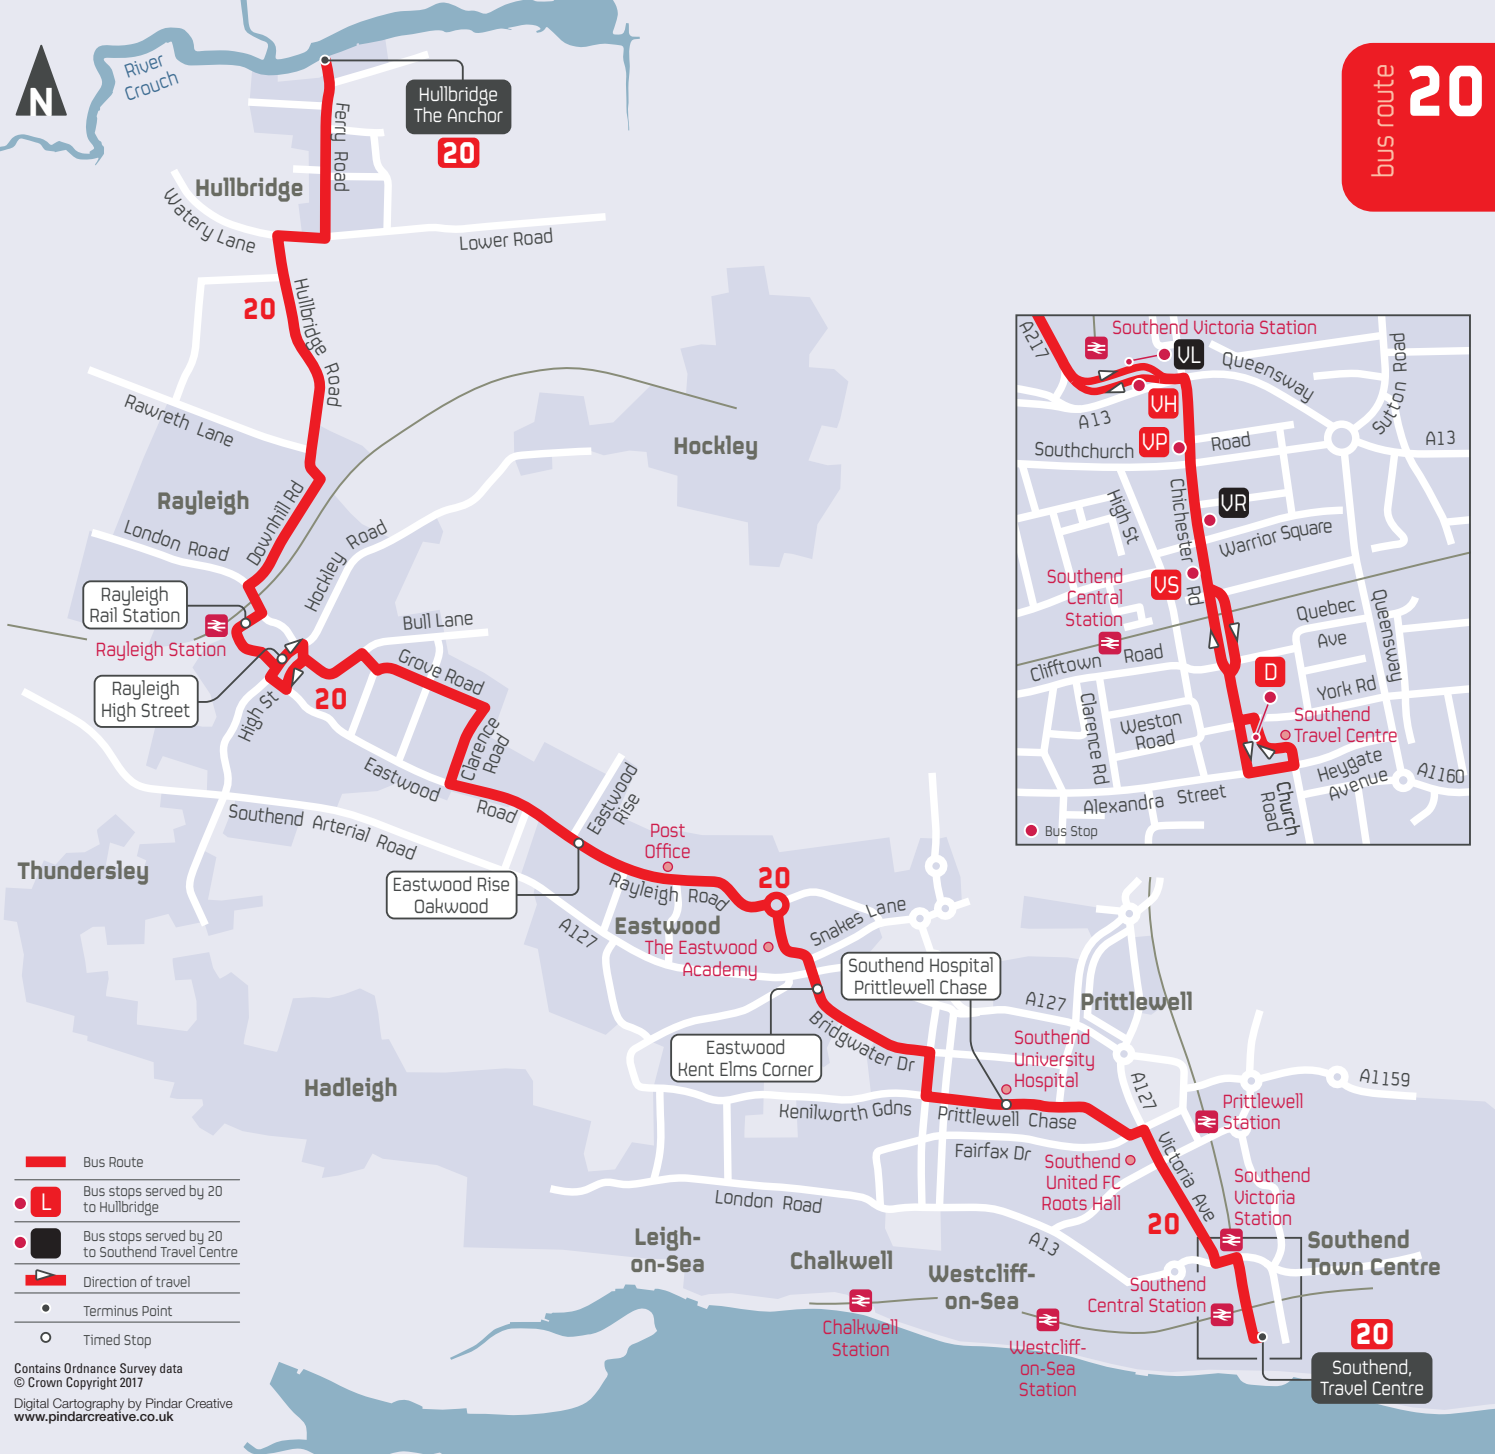 River
Crouch
N
Hullbridge
The Anchor
20
bus route
20
Ferry Road
Hullbridge
Watery Lane
Lower Road
20
Hullbridge Road
Rawreth Lane
Rayleigh
Downhill Rd
London Road
Hockley Road
Hockley
Rayleigh
Rail Station
Rayleigh Station
Rayleigh
High Street
High St
20
Bull Lane
Grove Road
Clarence
Road
Eastwood
Road
Eastwood
Rise
Southend Arterial Road
Thundersley
Eastwood Rise
Oakwood
Post
Office
Rayleigh Road
20
A127
Eastwood
The Eastwood
Academy
Snakes Lane
Southend Hospital
Prittlewell Chase
Eastwood
Kent Elms Corner
Bridgwater Dr
A127
Prittlewell
Southend
University
Hospital
A127
A1159
Hadleigh
Kenilworth Gdns
Prittlewell Chase
Fairfax Dr
Prittlewell
Station
Southend
United FC
Roots Hall
Victoria Ave
Southend
Victoria
Station
20
London Road
A13
Leigh-
on-Sea
Chalkwell
Westcliff-
on-Sea
Southend
Central Station
Southend
Town Centre
Chalkwell
Station
Westcliff-
on-Sea
Station
20
Southend,
Travel Centre
A217
Southend Victoria Station
VL
Queensway
Sutton Road
VH
A13
Southchurch
VP
Road
A13
High St
Chichester
Rd
VR
Warrior Square
Southend
Central
Station
VS
Quebec
Ave
Queensway
Clifftown Road
D
York Rd
Clarence Rd
Weston
Road
Southend
Travel Centre
Heygate
Avenue
A1160
Alexandra Street
Church
Road
Bus Stop
Bus Route
L
Bus stops served by 20
to Hullbridge
Bus stops served by 20
to Southend Travel Centre
Direction of travel
Terminus Point
Timed Stop
Contains Ordnance Survey data
© Crown Copyright 2017
Digital Cartography by Pindar Creative
www.pindarcreative.co.uk